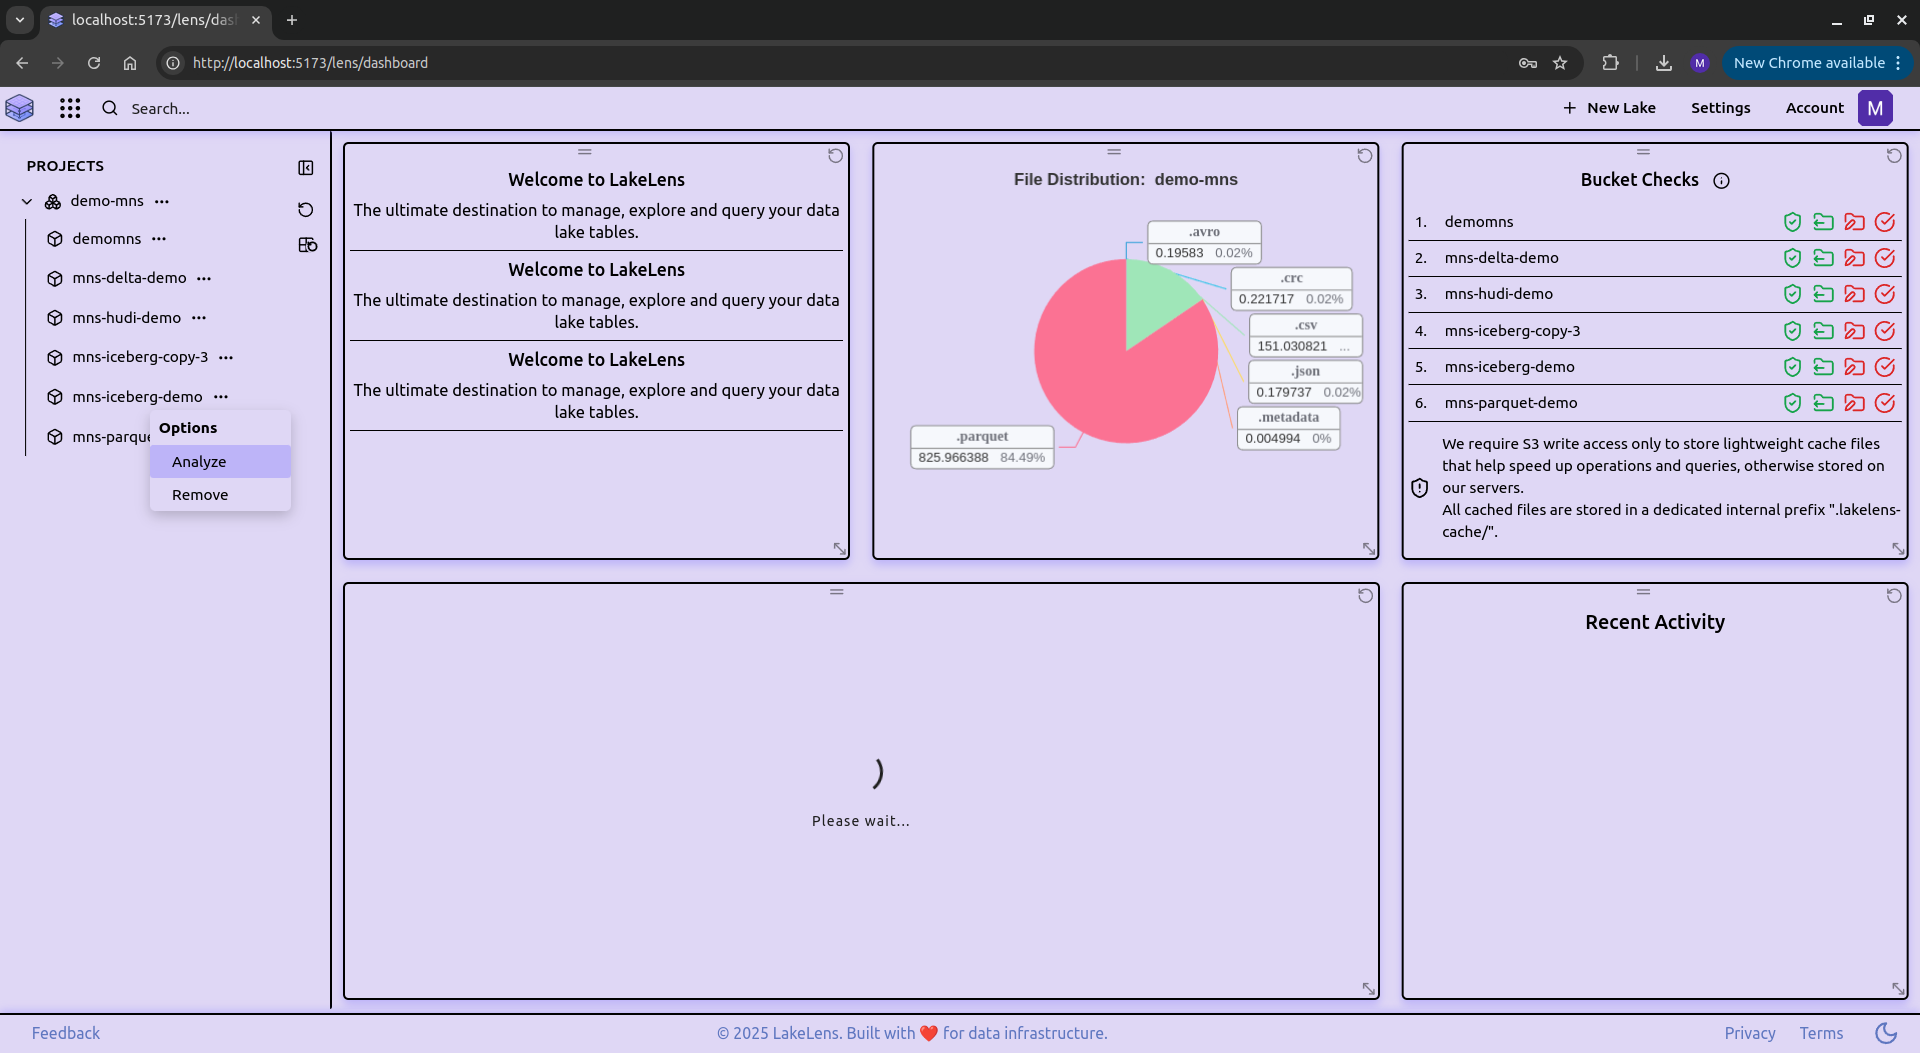 localhost:5173/lens/das
http://localhost:5173/lens/dashboard
M
New Chrome available
Search...
New Lake
Settings
Account
M
PROJECTS
demo-mns
demomns
mns-delta-demo
mns-hudi-demo
mns-iceberg-copy-3
mns-iceberg-demo
mns-parque
Options
Analyze
Remove
Welcome to LakeLens
The ultimate destination to manage, explore and query your data
lake tables.
Welcome to LakeLens
The ultimate destination to manage, explore and query your data
lake tables.
Welcome to LakeLens
The ultimate destination to manage, explore and query your data
lake tables.
File Distribution: demo-mns
.avro
0.19583 0.02%
.crc
0.221717 0.02%
.csv
151.030821 ...
.json
0.179737 0.02%
.metadata
0.004994 0%
.parquet
825.966388 84.49%
Bucket Checks
1. demomns
2. mns-delta-demo
3. mns-hudi-demo
4. mns-iceberg-copy-3
5. mns-iceberg-demo
6. mns-parquet-demo
We require S3 write access only to store lightweight cache files
that help speed up operations and queries, otherwise stored on
our servers.
All cached files are stored in a dedicated internal prefix ".lakelens-
cache/".
Please wait...
Recent Activity
Feedback
© 2025 LakeLens. Built with ❤️ for data infrastructure.
Privacy
Terms